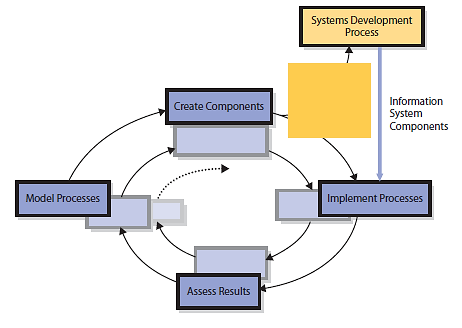 Systems Development
Process
Create Components
Information
System
Components
Model Processes
Implement Processes
Assess Results